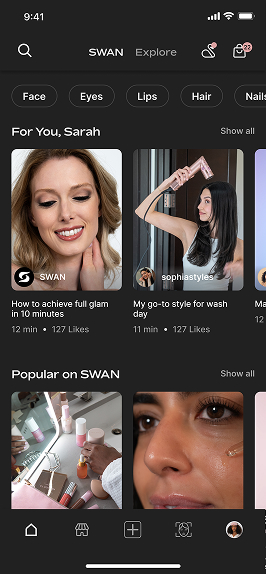 9:41
SWAN Explore
Face Eyes Lips Hair Nails
For You, Sarah Show all
SWAN sophiastyles
How to achieve full glam
in 10 minutes
12 min • 127 Likes
My go-to style for wash
day
11 min • 127 Likes
Ma
12
Popular on SWAN Show all